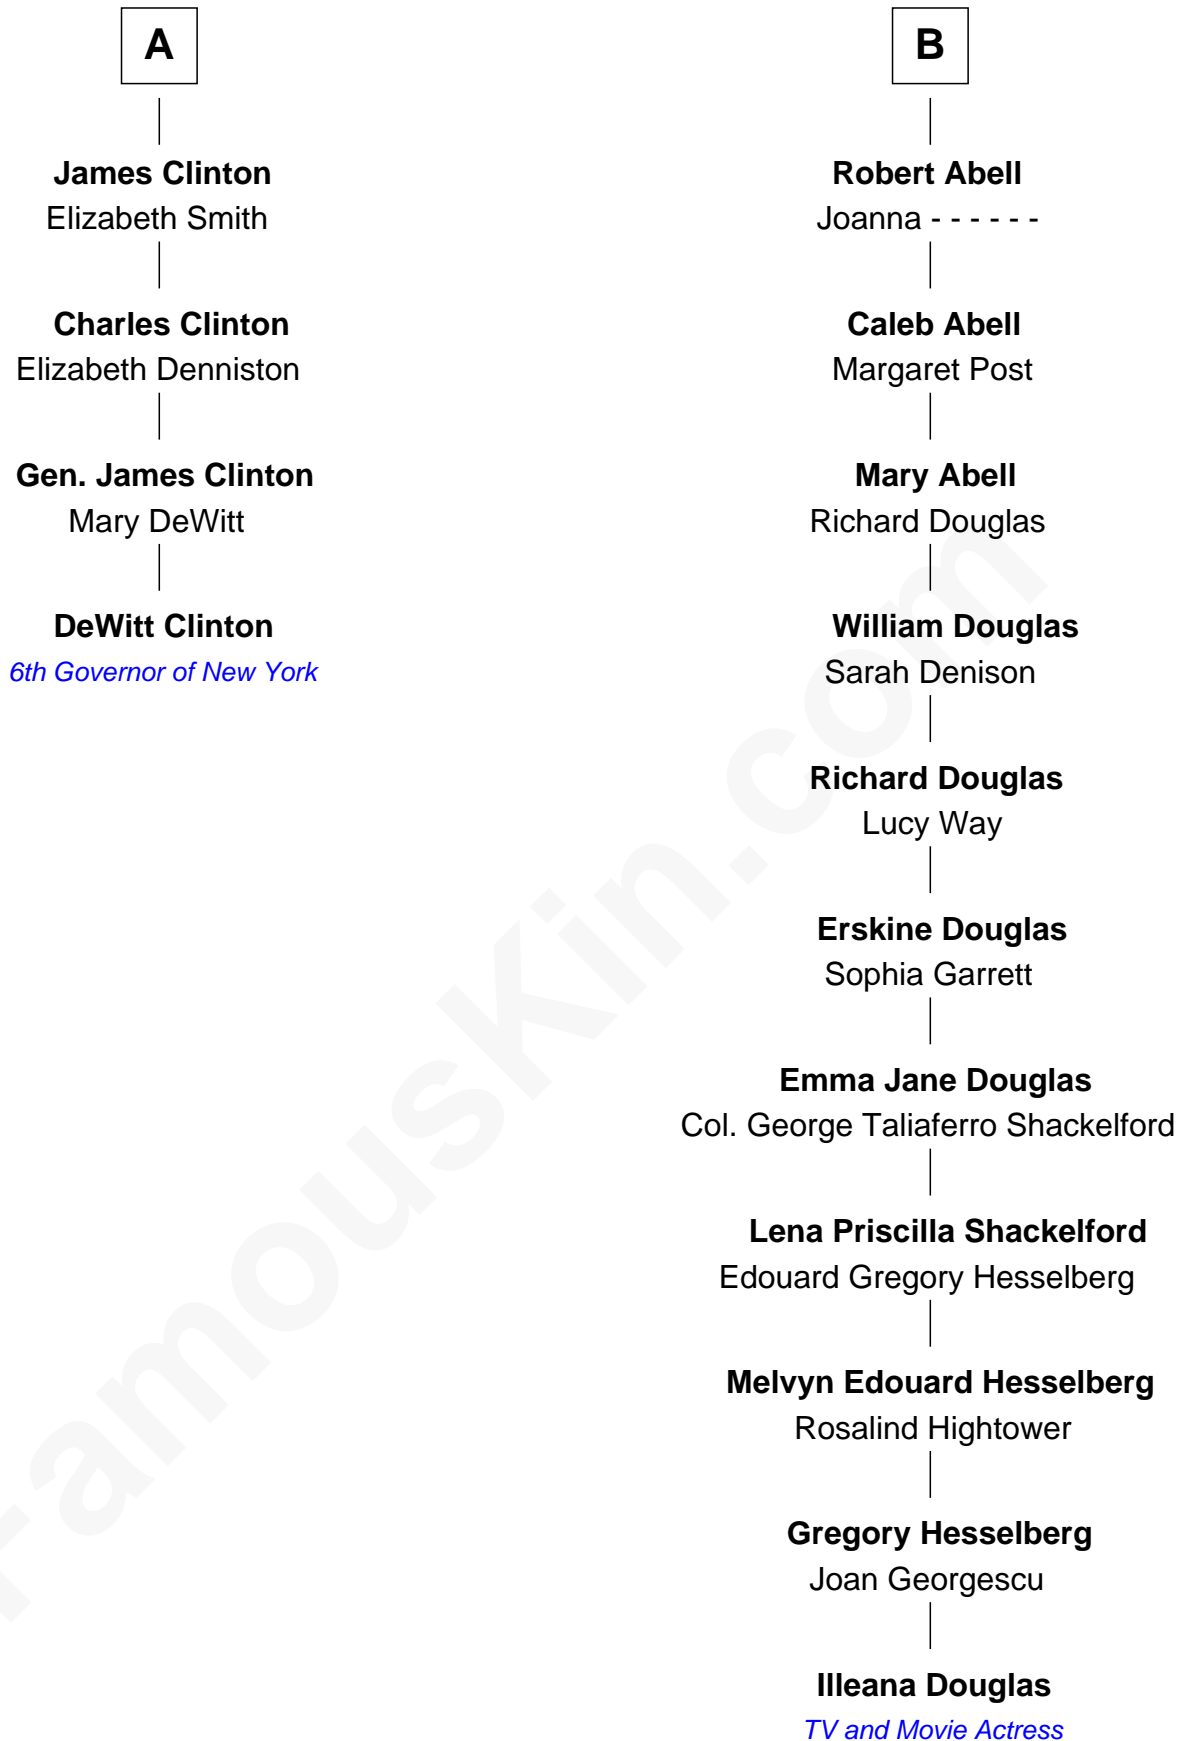 A
James Clinton
Elizabeth Smith
Charles Clinton
Elizabeth Denniston
Gen. James Clinton
Mary DeWitt
DeWitt Clinton
6th Governor of New York
B
Robert Abell
Joanna - - - - - -
Caleb Abell
Margaret Post
Mary Abell
Richard Douglas
William Douglas
Sarah Denison
Richard Douglas
Lucy Way
Erskine Douglas
Sophia Garrett
Emma Jane Douglas
Col. George Taliaferro Shackelford
Lena Priscilla Shackelford
Edouard Gregory Hesselberg
Melvyn Edouard Hesselberg
Rosalind Hightower
Gregory Hesselberg
Joan Georgescu
Illeana Douglas
TV and Movie Actress
FamousKin.com